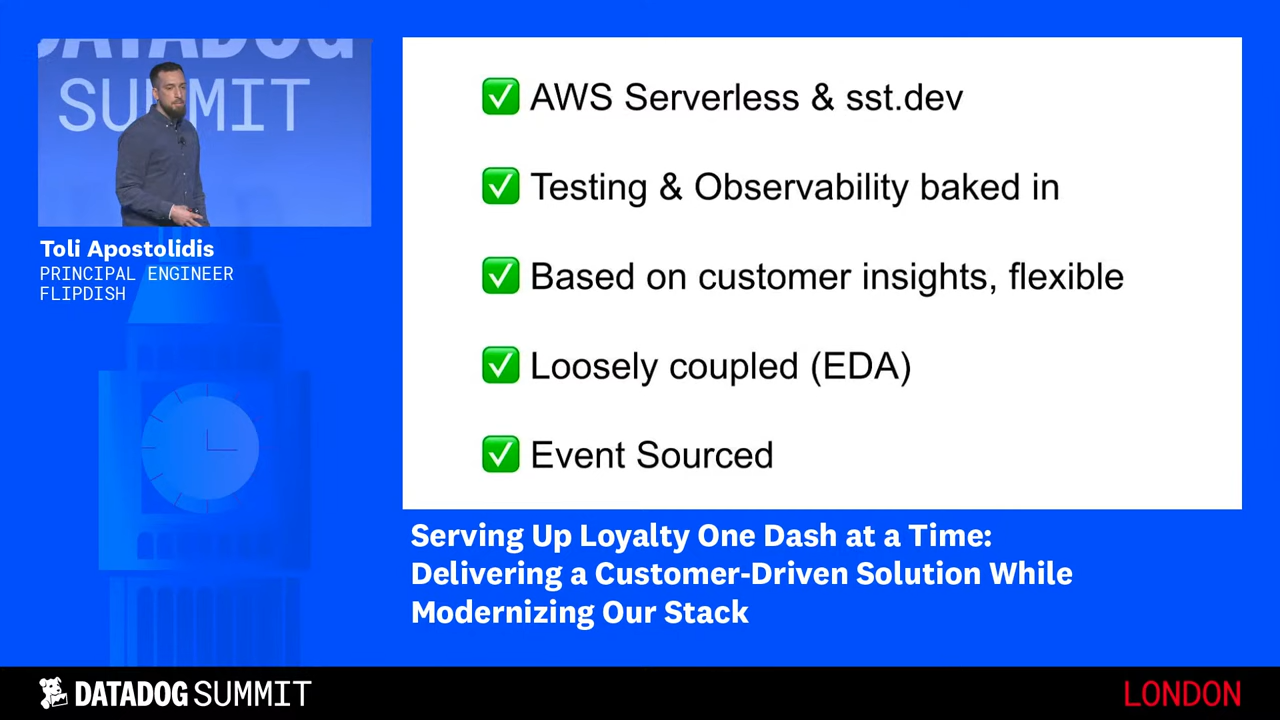 DATADOG
SUMMIT
Toli Apostolidis
PRINCIPAL ENGINEER
FLIPDISH
✅ AWS Serverless & sst.dev
✅ Testing & Observability baked in
✅ Based on customer insights, flexible
✅ Loosely coupled (EDA)
✅ Event Sourced
Serving Up Loyalty One Dash at a Time:
Delivering a Customer-Driven Solution While
Modernizing Our Stack
DATADOG SUMMIT
LONDON